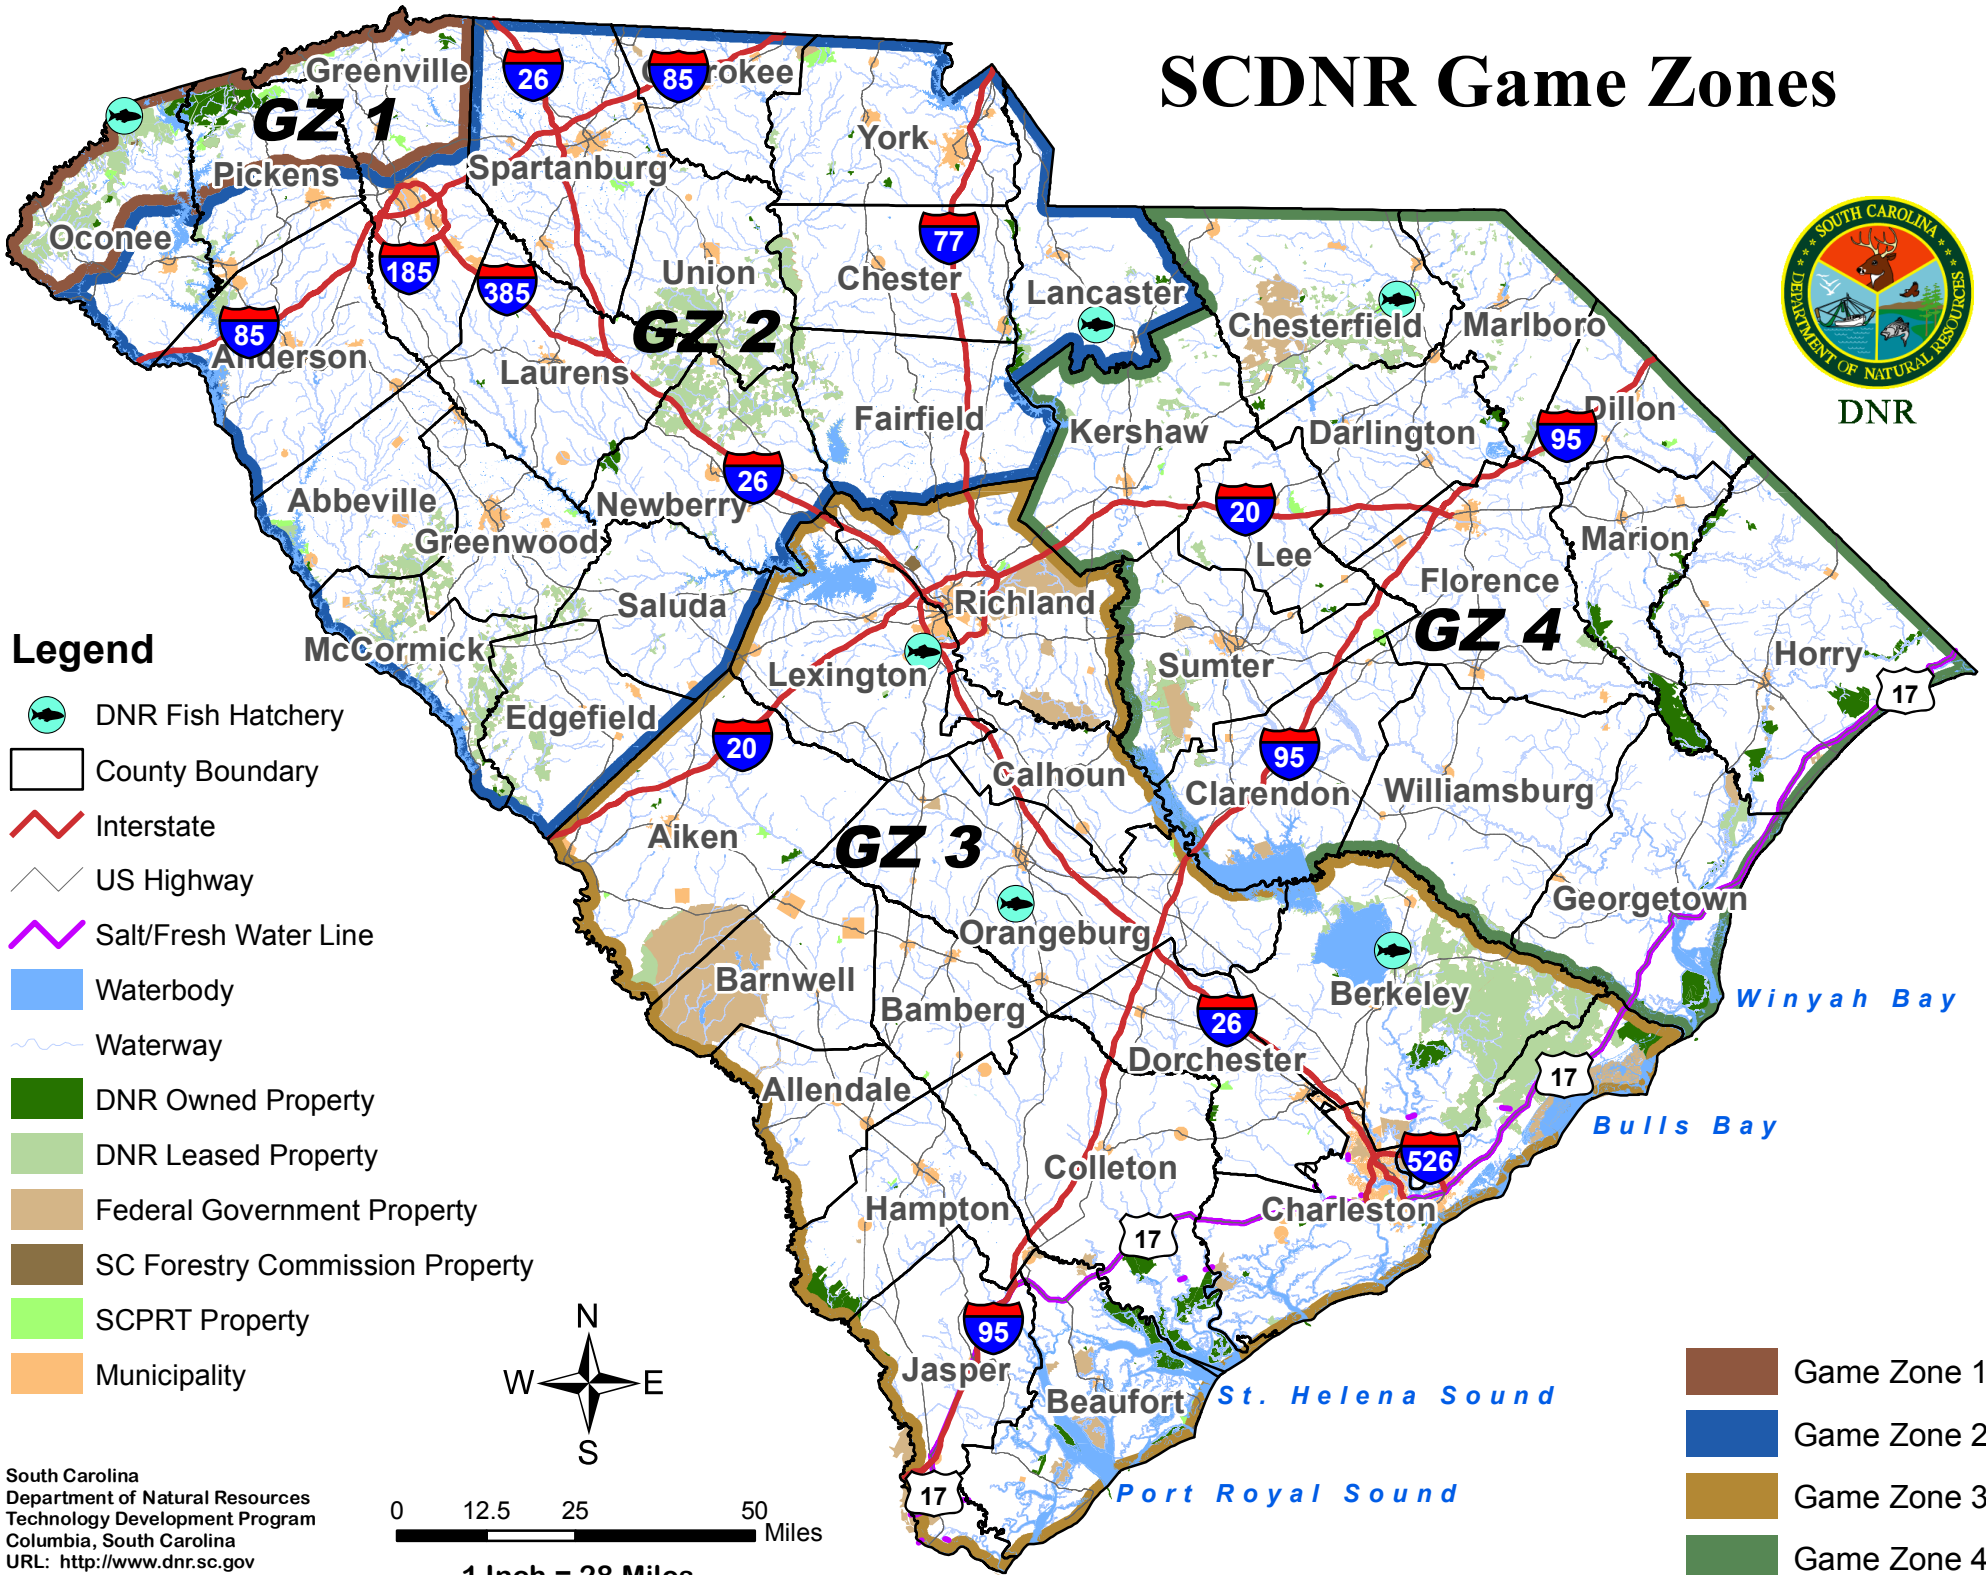 SCDNR Game Zones
Greenville
GZ 1
26
85
rokee
York
Pickens
Spartanburg
SOUTH CAROLINA
DEPARTMENT OF NATURAL RESOURCES
DNR
Oconee
185
385
77
Union
Chester
Lancaster
Chesterfield
Marlboro
GZ 2
85
Anderson
Laurens
Fairfield
Kershaw
Darlington
Dillon
95
26
20
Abbeville
Newberry
Greenwood
Lee
Marion
Florence
GZ 4
Saluda
Richland
McCormick
Lexington
Sumter
Horry
17
Edgefield
20
95
Calhoun
Clarendon
Williamsburg
Aiken
GZ 3
Georgetown
Orangeburg
Barnwell
Bamberg
Berkeley
Winyah Bay
26
Dorchester
17
Allendale
Bulls Bay
Colleton
526
Hampton
Charleston
17
95
Jasper
Beaufort
St. Helena Sound
Port Royal Sound
17
Legend
DNR Fish Hatchery
County Boundary
Interstate
US Highway
Salt/Fresh Water Line
Waterbody
Waterway
DNR Owned Property
DNR Leased Property
Federal Government Property
SC Forestry Commission Property
SCPRT Property
Municipality
N
W E
S
South Carolina
Department of Natural Resources
Technology Development Program
Columbia, South Carolina
URL: http://www.dnr.sc.gov
0 12.5 25 50
Miles
1 Inch = 28 Miles
Game Zone 1
Game Zone 2
Game Zone 3
Game Zone 4